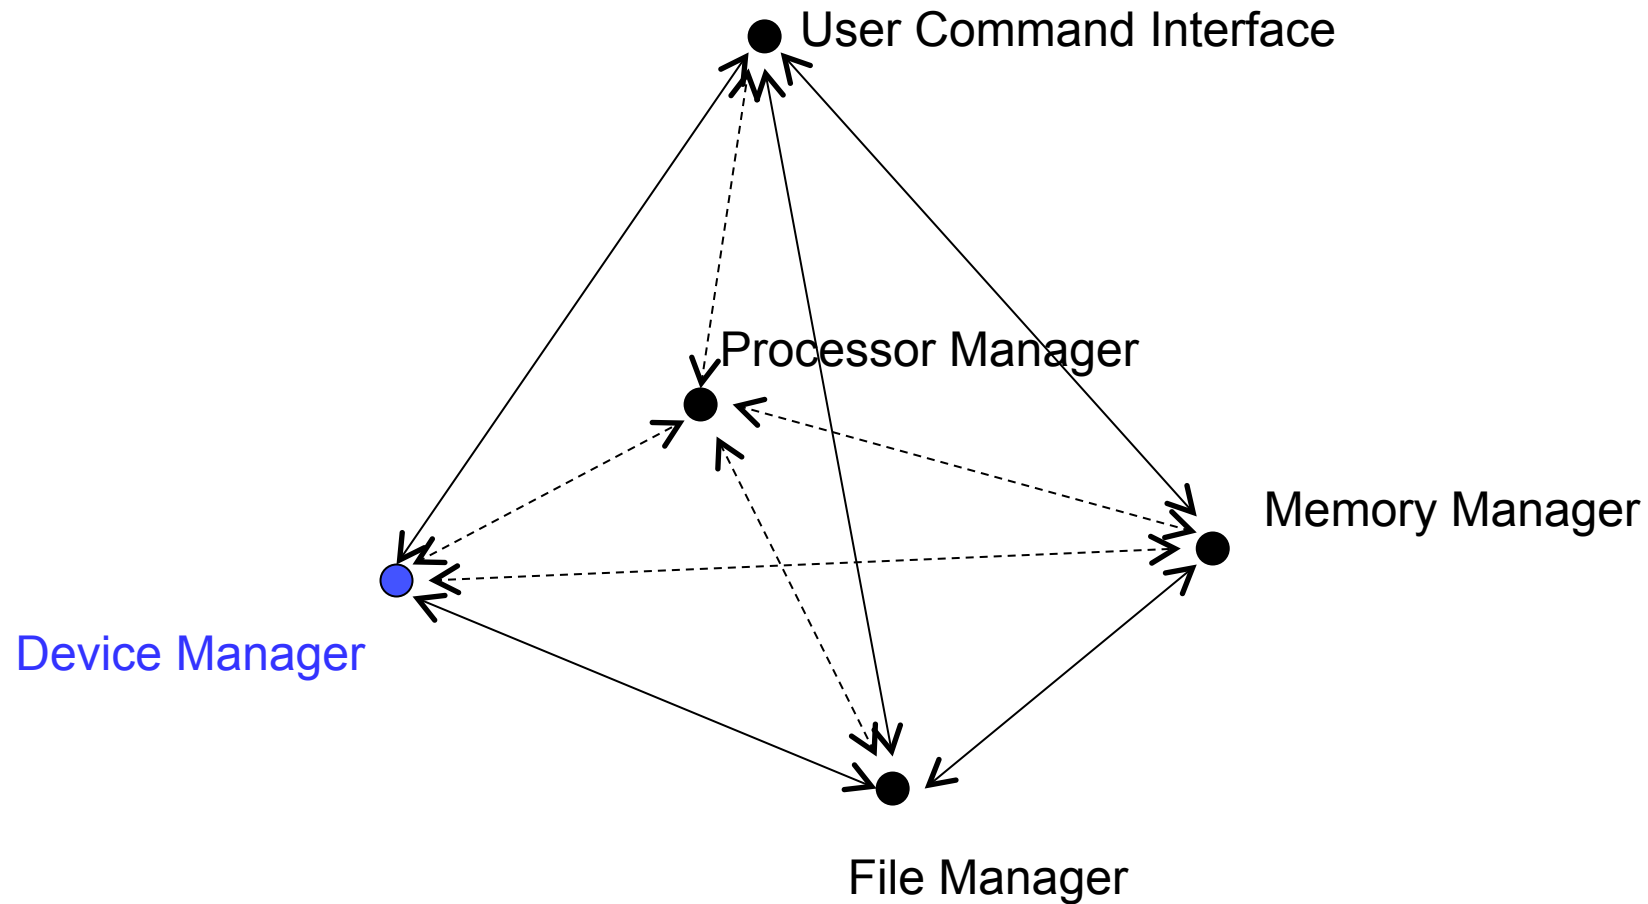 User Command Interface
Processor Manager
Memory Manager
Device Manager
File Manager